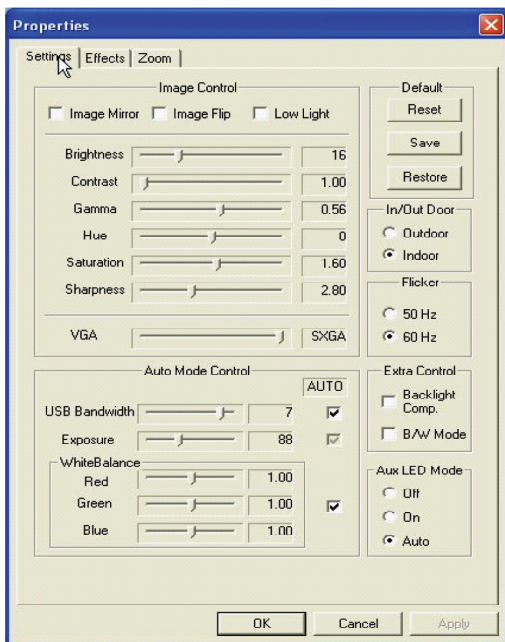 Properties
Settings Effects Zoom
Image Control
Image Mirror Image Flip Low Light
Brightness 16
Contrast 1.00
Gamma 0.56
Hue 0
Saturation 1.60
Sharpness 2.80
VGA SXGA
Default
Reset
Save
Restore
In/Out Door
Outdoor
Indoor
Flicker
50 Hz
60 Hz
Auto Mode Control
AUTO
USB Bandwidth 7
Exposure 88
WhiteBalance
Red 1.00
Green 1.00
Blue 1.00
Extra Control
Backlight
Comp.
B/W Mode
Aux LED Mode
Off
On
Auto
OK Cancel Apply